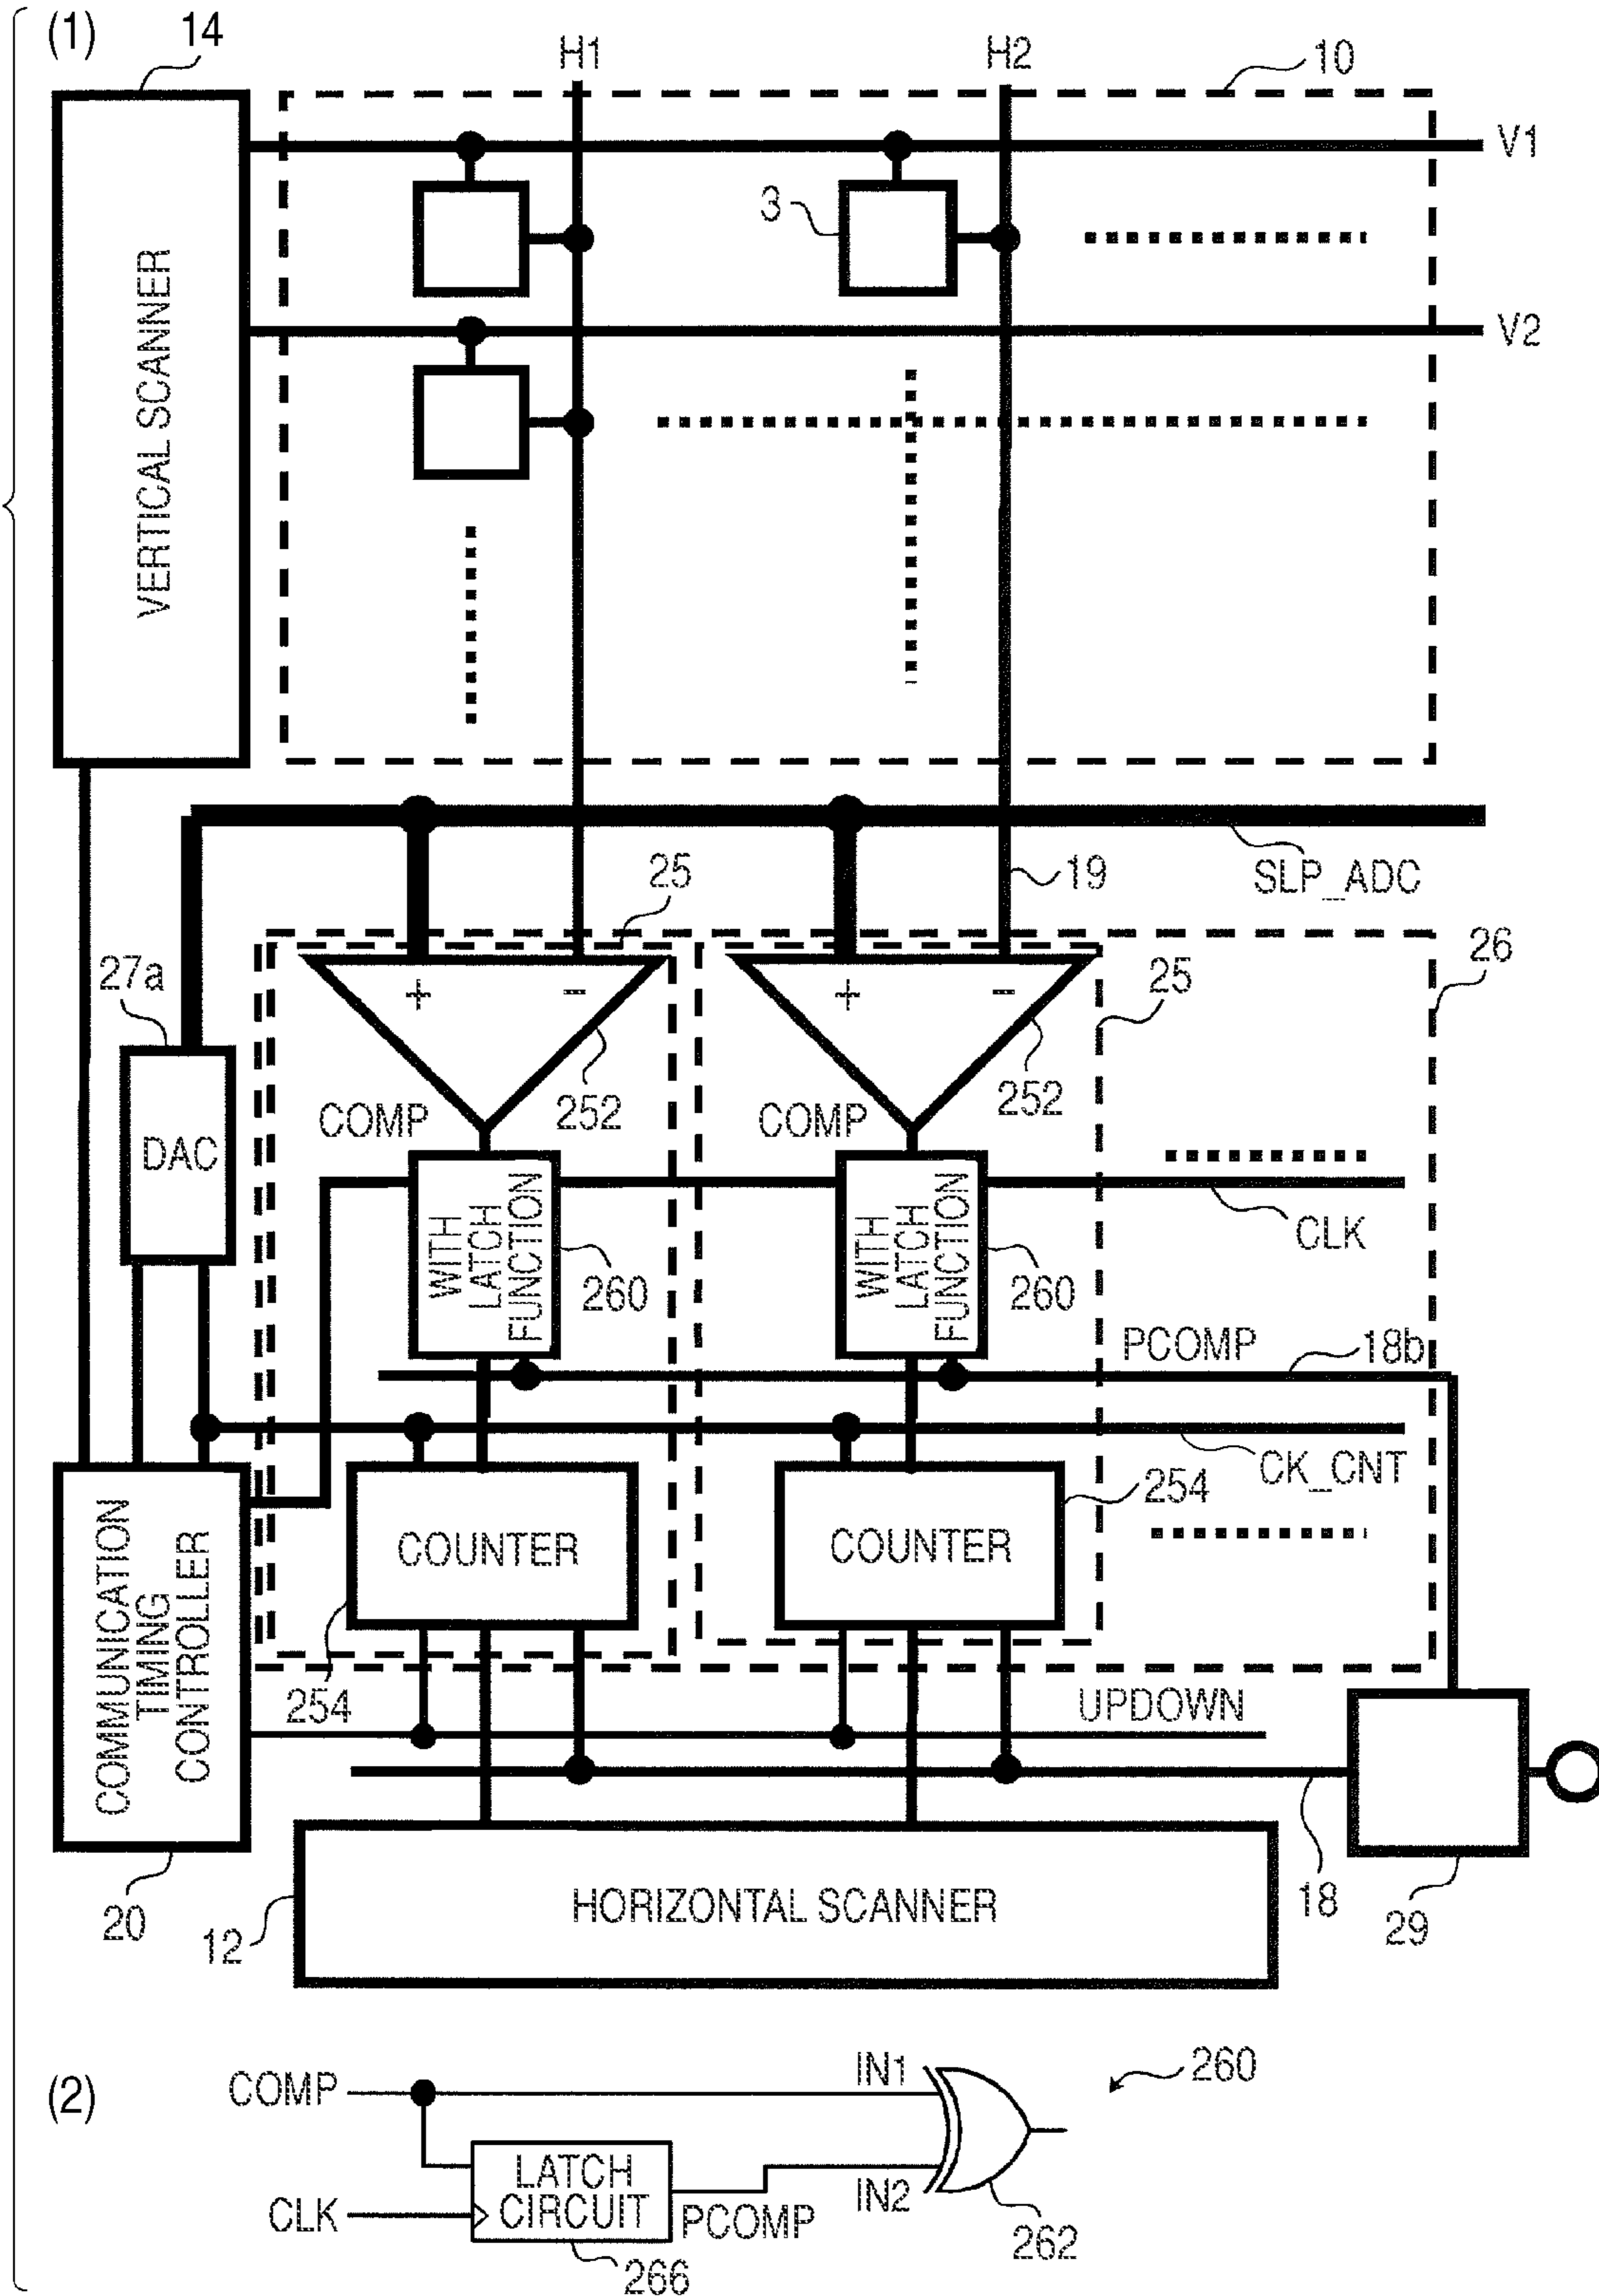 (1)
14
H1
H2
10
V1
3
V2
VERTICAL SCANNER
SLP_ADC
19
25
26
27a
+
−
+
−
25
252
252
COMP
COMP
DAC
WITH
LATCH
FUNCTION
WITH
LATCH
FUNCTION
CLK
260
260
PCOMP
18b
CK_CNT
254
COUNTER
COUNTER
COMMUNICATION
TIMING
CONTROLLER
254
UPDOWN
20
12
HORIZONTAL SCANNER
18
29
(2)
COMP
IN1
260
LATCH
CIRCUIT
CLK
PCOMP
IN2
262
266